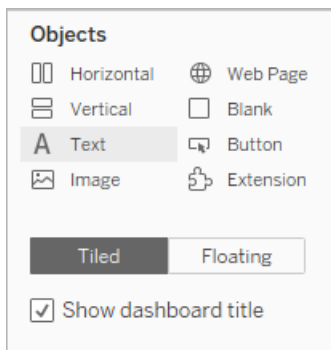 Objects
Horizontal Web Page
Vertical Blank
A Text Button
Image Extension
Tiled Floating
Show dashboard title